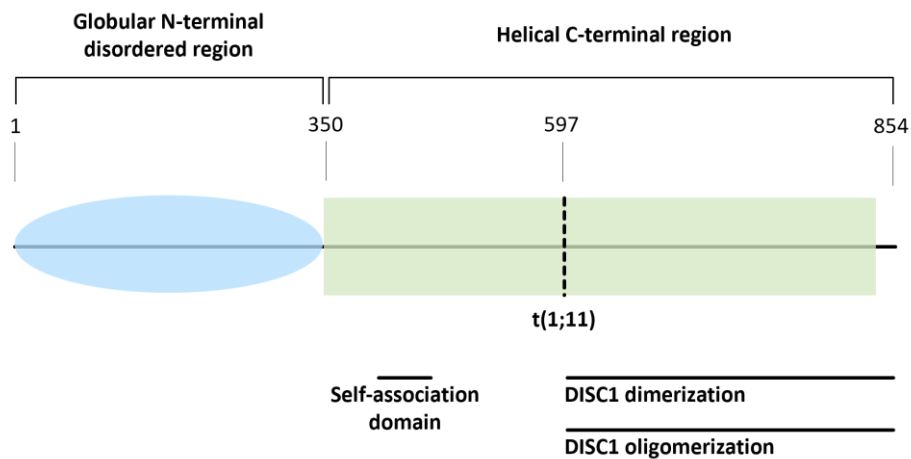 Globular N-terminal
disordered region
Helical C-terminal region
1
350
597
854
t(1;11)
Self-association
domain
DISC1 dimerization
DISC1 oligomerization